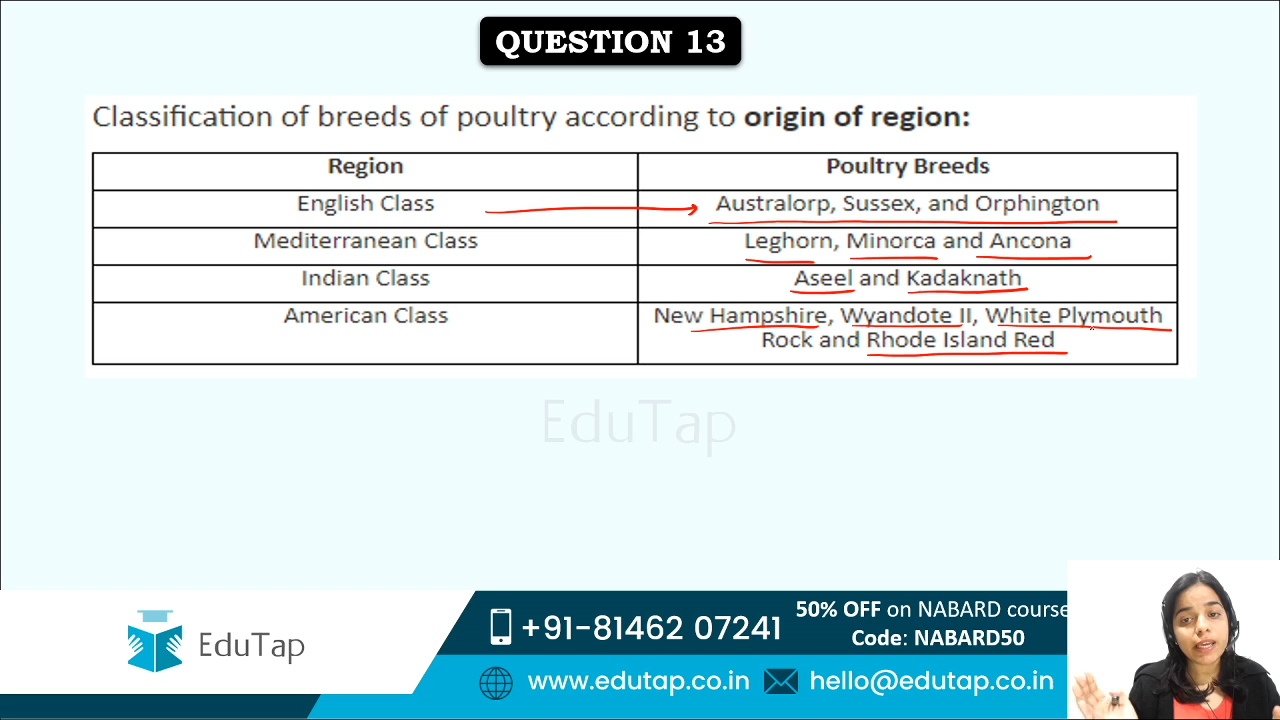 QUESTION 13
Classification of breeds of poultry according to origin of region:
Region Poultry Breeds
English Class Australorp, Sussex, and Orphington
Mediterranean Class Leghorn, Minorca and Ancona
Indian Class Aseel and Kadaknath
American Class New Hampshire, Wyandote II, White Plymouth
Rock and Rhode Island Red
EduTap
50% OFF on NABARD course
Code: NABARD50
+91-81462 07241
EduTap
www.edutap.co.in hello@edutap.co.in